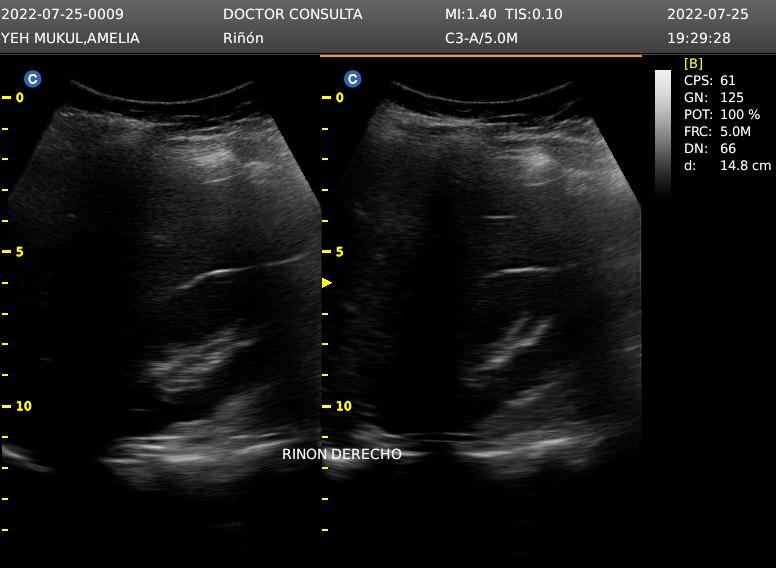 2022-07-25-0009 DOCTOR CONSULTA MI:1.40 TIS:0.10 2022-07-25
YEH MUKUL,AMELIA Riñón C3-A/5.0M 19:29:28
C
C
[B]
CPS: 61
GN: 125
POT: 100 %
FRC: 5.0M
DN: 66
d: 14.8 cm
0
0
5
5
10
10
RINON DERECHO